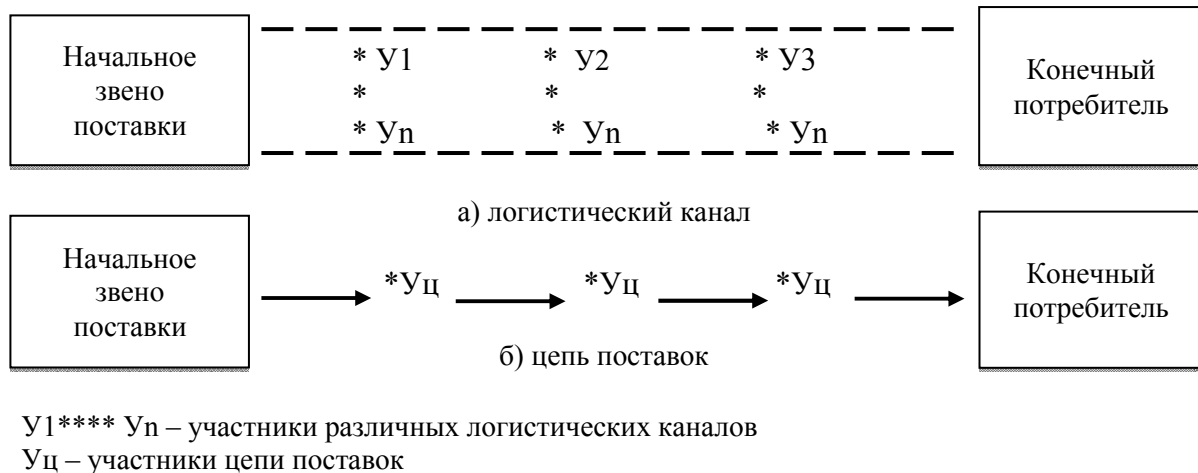 Начальное
звено
поставки
* У1 * У2 * У3
* * *
* Уn * Уn * Уn
Конечный
потребитель
а) логистический канал
Начальное
звено
поставки
*Уц *Уц *Уц
Конечный
потребитель
б) цепь поставок
У1**** Уn – участники различных логистических каналов
Уц – участники цепи поставок